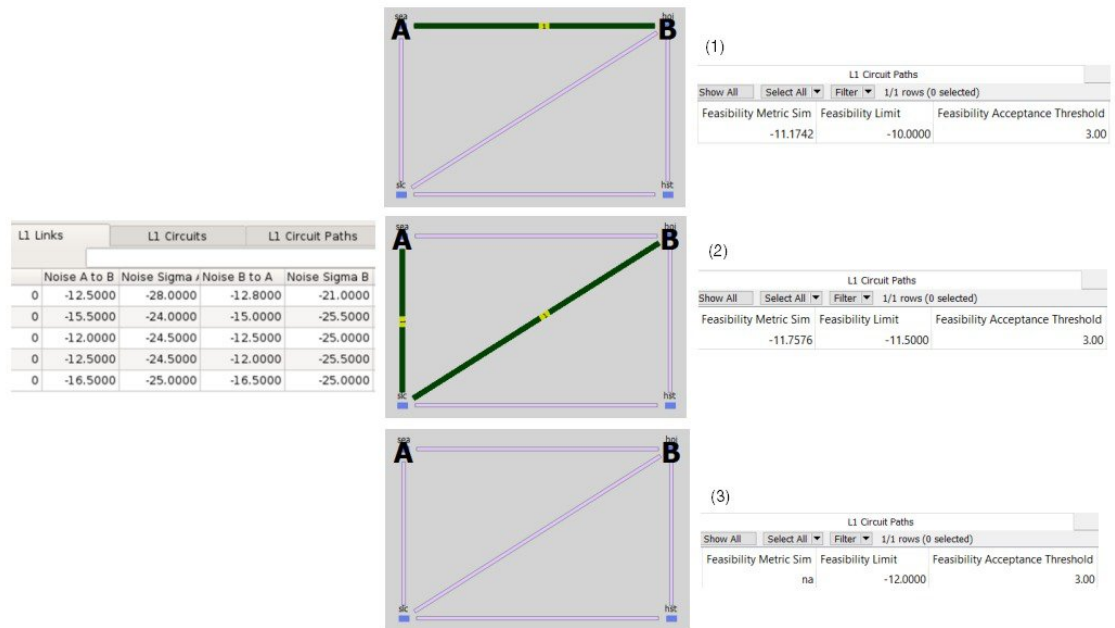 L1 Links L1 Circuits L1 Circuit Paths
Noise A to B Noise Sigma A Noise B to A Noise Sigma B
0 -12.5000 -28.0000 -12.8000 -21.0000
0 -15.5000 -24.0000 -15.0000 -25.5000
0 -12.0000 -24.5000 -12.5000 -25.0000
0 -12.5000 -24.5000 -12.0000 -25.5000
0 -16.5000 -25.0000 -16.5000 -25.0000
sea
A
1
B
slc
hst
(1)
L1 Circuit Paths
Show All Select All Filter 1/1 rows (0 selected)
Feasibility Metric Sim Feasibility Limit Feasibility Acceptance Threshold
-11.1742 -10.0000 3.00
sea
A
B
1
1
slc
hst
(2)
L1 Circuit Paths
Show All Select All Filter 1/1 rows (0 selected)
Feasibility Metric Sim Feasibility Limit Feasibility Acceptance Threshold
-11.7576 -11.5000 3.00
sea
A
B
slc
hst
(3)
L1 Circuit Paths
Show All Select All Filter 1/1 rows (0 selected)
Feasibility Metric Sim Feasibility Limit Feasibility Acceptance Threshold
na -12.0000 3.00